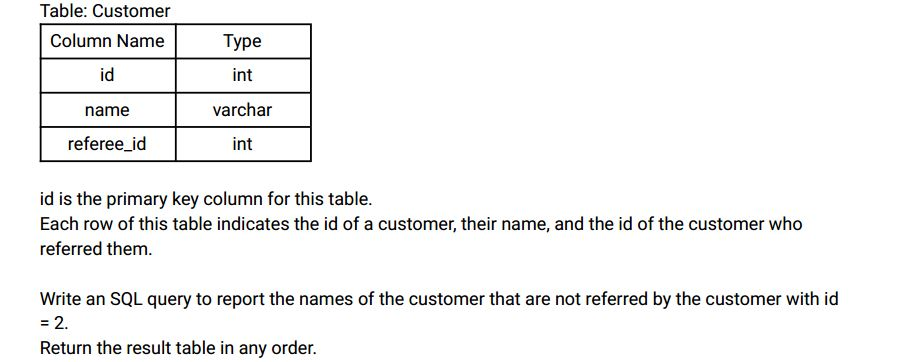 Table: Customer
Column Name Type
id int
name varchar
referee_id int
id is the primary key column for this table.
Each row of this table indicates the id of a customer, their name, and the id of the customer who
referred them.
Write an SQL query to report the names of the customer that are not referred by the customer with id
= 2.
Return the result table in any order.